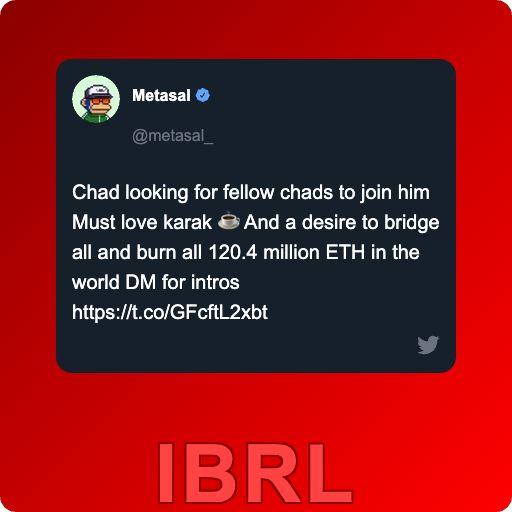 Metasal
@metasal_
Chad looking for fellow chads to join him
Must love karak ☕ And a desire to bridge
all and burn all 120.4 million ETH in the
world DM for intros
https://t.co/GFcftL2xbt
IBRL